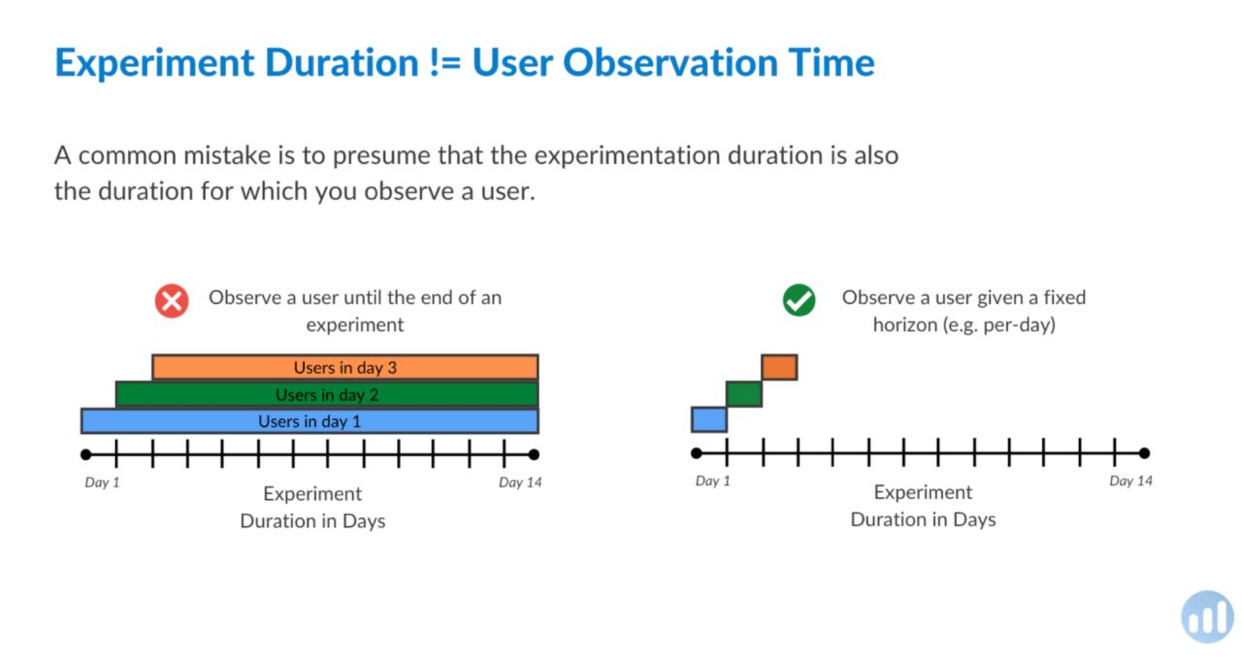 Experiment Duration != User Observation Time
A common mistake is to presume that the experimentation duration is also
the duration for which you observe a user.
Observe a user until the end of an
experiment
Users in day 3
Users in day 2
Users in day 1
Day 1
Day 14
Experiment
Duration in Days
Observe a user given a fixed
horizon (e.g. per-day)
Day 1
Day 14
Experiment
Duration in Days